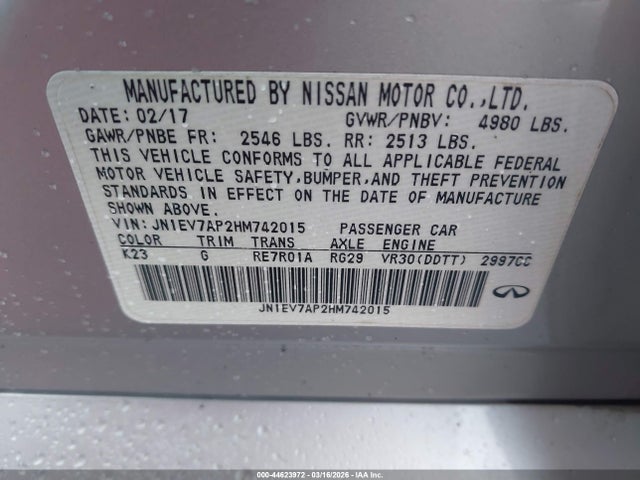 MANUFACTURED BY NISSAN MOTOR CO.,LTD.
DATE: 02/17 GVWR/PNBV: 4980 LBS.
GAWR/PNBE FR: 2546 LBS. RR: 2513 LBS.
THIS VEHICLE CONFORMS TO ALL APPLICABLE FEDERAL
MOTOR VEHICLE SAFETY,BUMPER,AND THEFT PREVENTION
STANDARDS IN EFFECT ON THE DATE OF MANUFACTURE
SHOWN ABOVE.
VIN:JN1EV7AP2HM742015 PASSENGER CAR
COLOR TRIM TRANS AXLE ENGINE
K23 G RE7R01A RG29 VR30(DDTT) 2997CC
JN1EV7AP2HM742015
000-44623972 | 03/16/2026 | COPYRIGHT IAA, LLC.